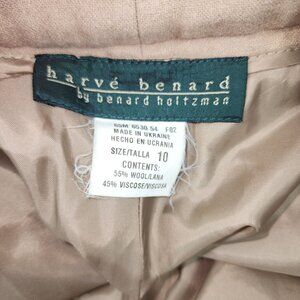 harvé benard
by benard holtzman
MADE IN UKRAINE
HECHO EN UCRANIA
SIZE/TALLA 10
CONTENTS:
55% WOOL/LANA
45% VISCOSE/VISCOSA